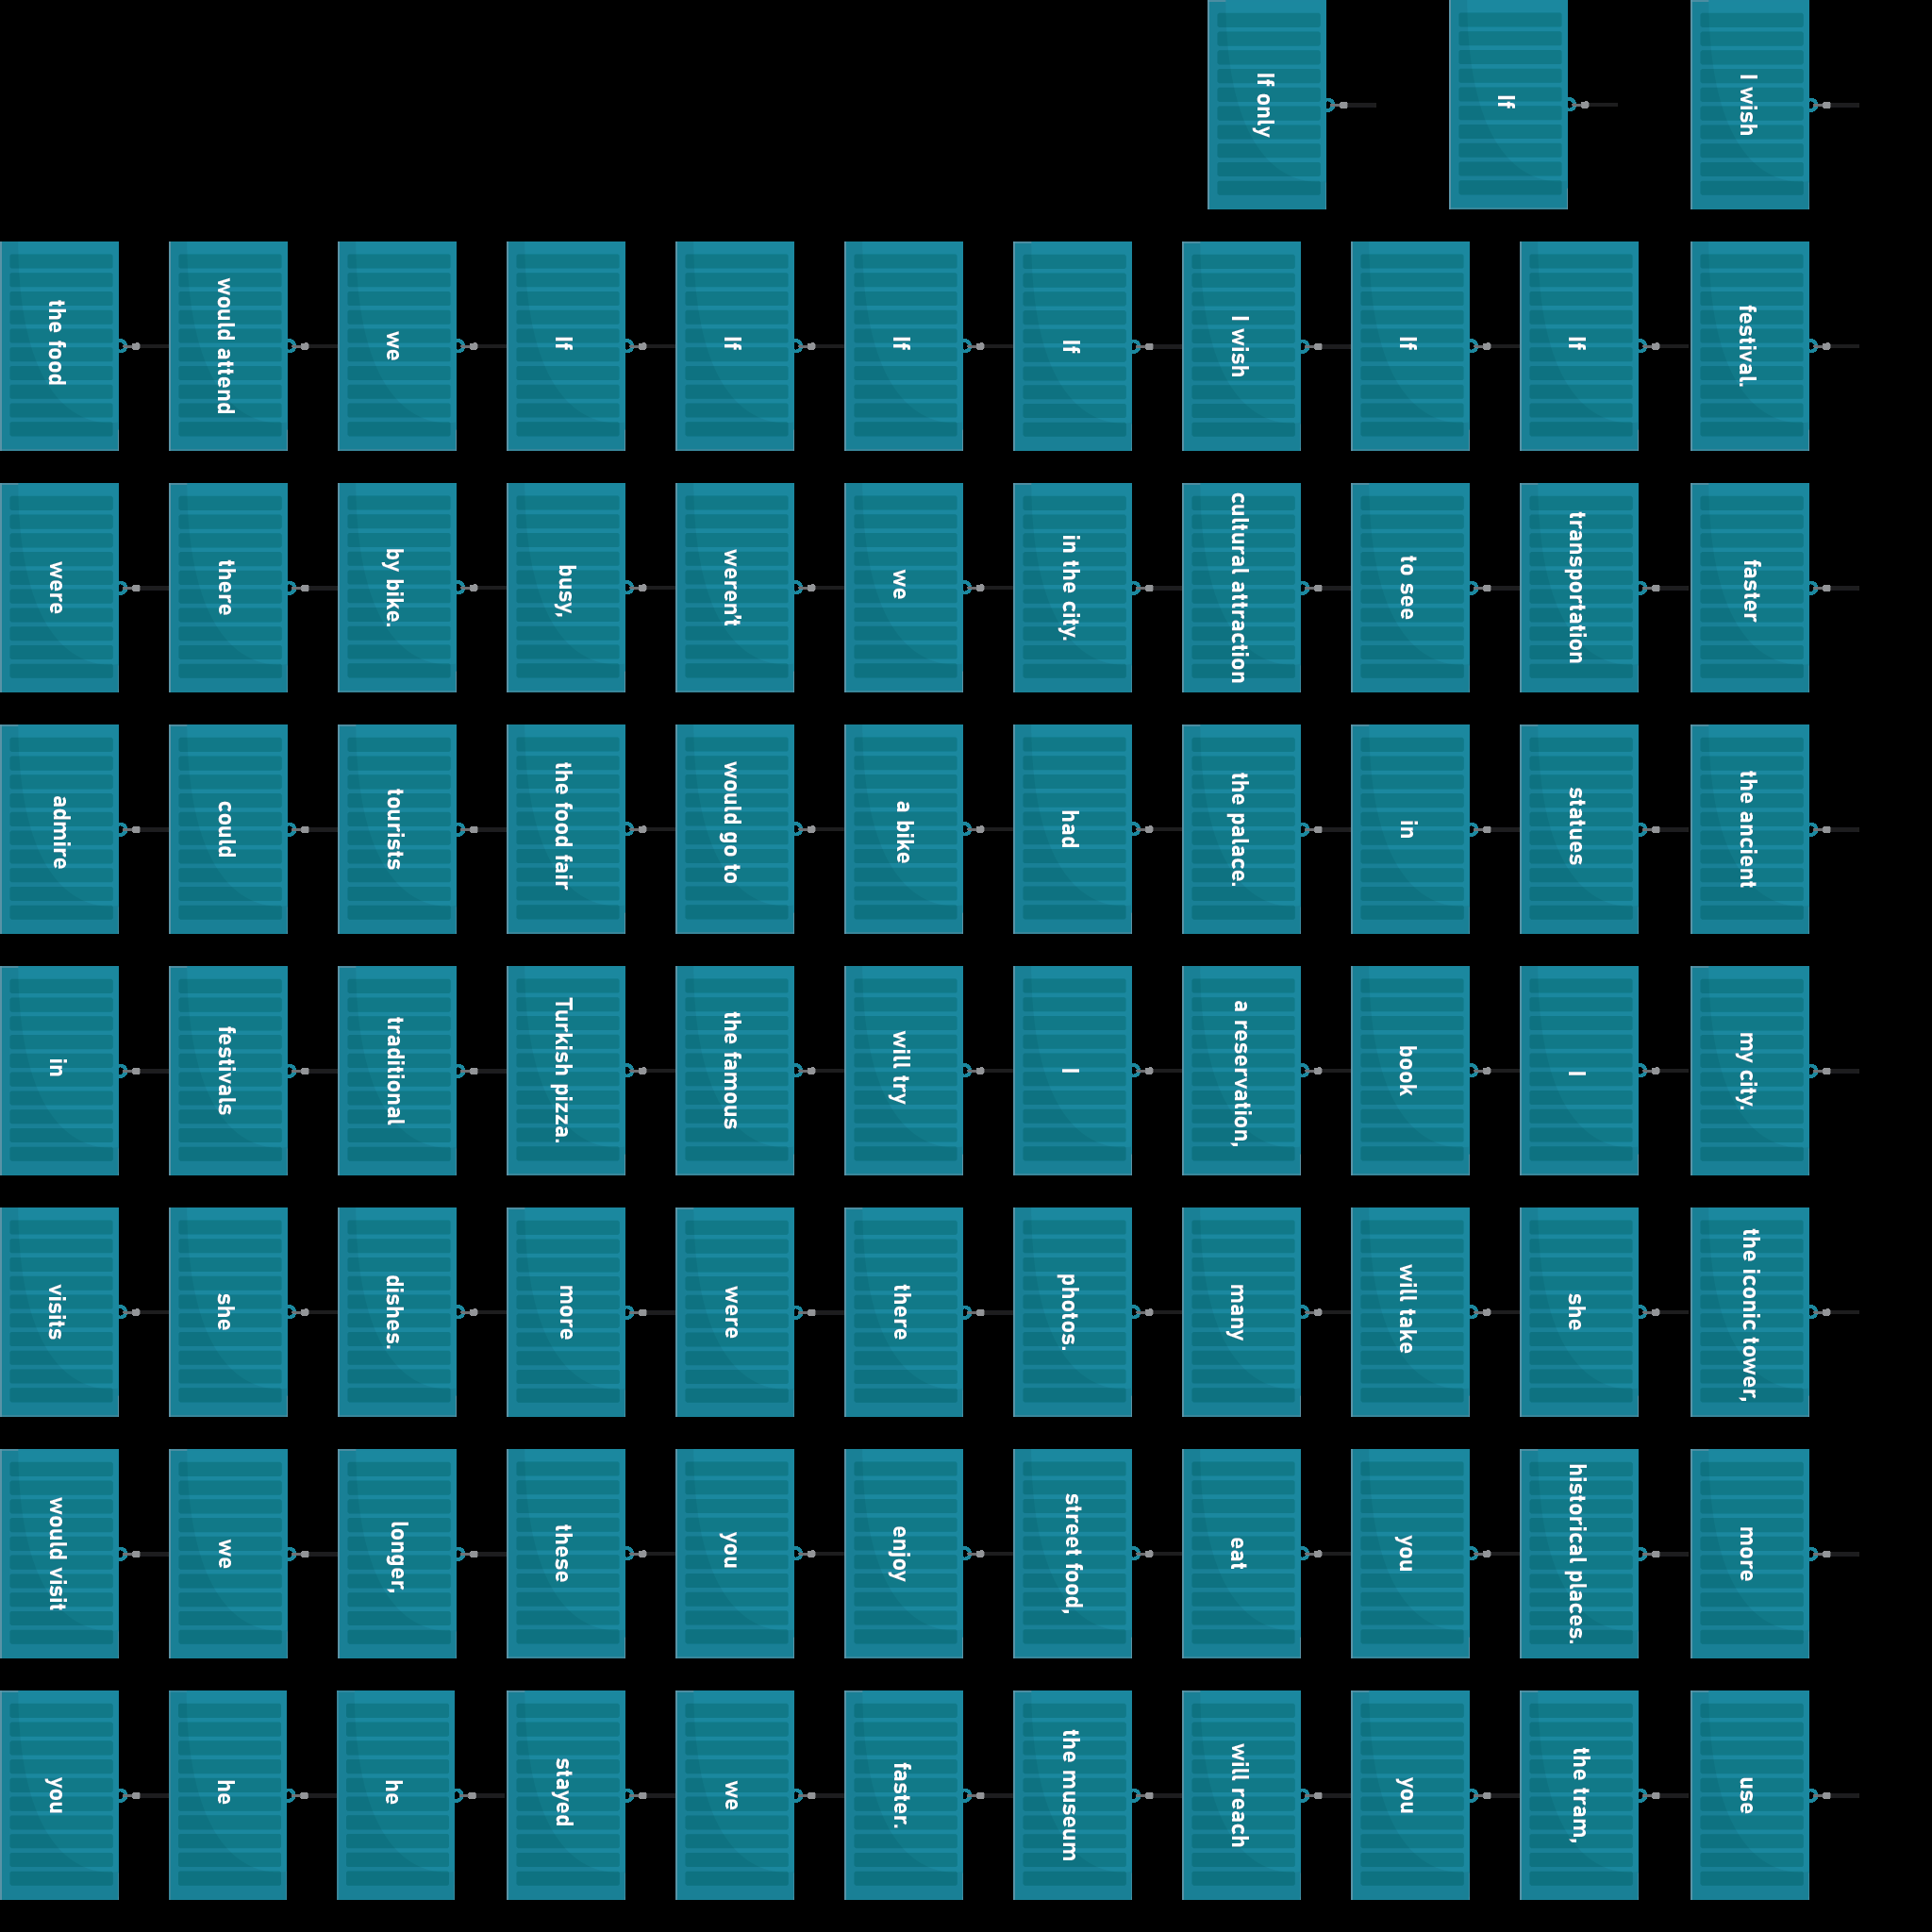 I wish
festival.
faster
the ancient
my city.
the iconic tower,
more
use
If
transportation
statues
I
she
historical places.
the tram,
If
If
to see
in
book
will take
you
you
If only
I wish
cultural attraction
the palace.
a reservation,
many
eat
will reach
If
in the city.
had
I
photos.
street food,
the museum
If
we
a bike
will try
there
enjoy
faster.
If
weren't
would go to
the famous
were
you
we
If
busy,
the food fair
Turkish pizza.
more
these
stayed
we
by bike.
tourists
traditional
dishes.
longer,
he
would attend
there
could
festivals
she
we
he
the food
were
admire
in
visits
would visit
you